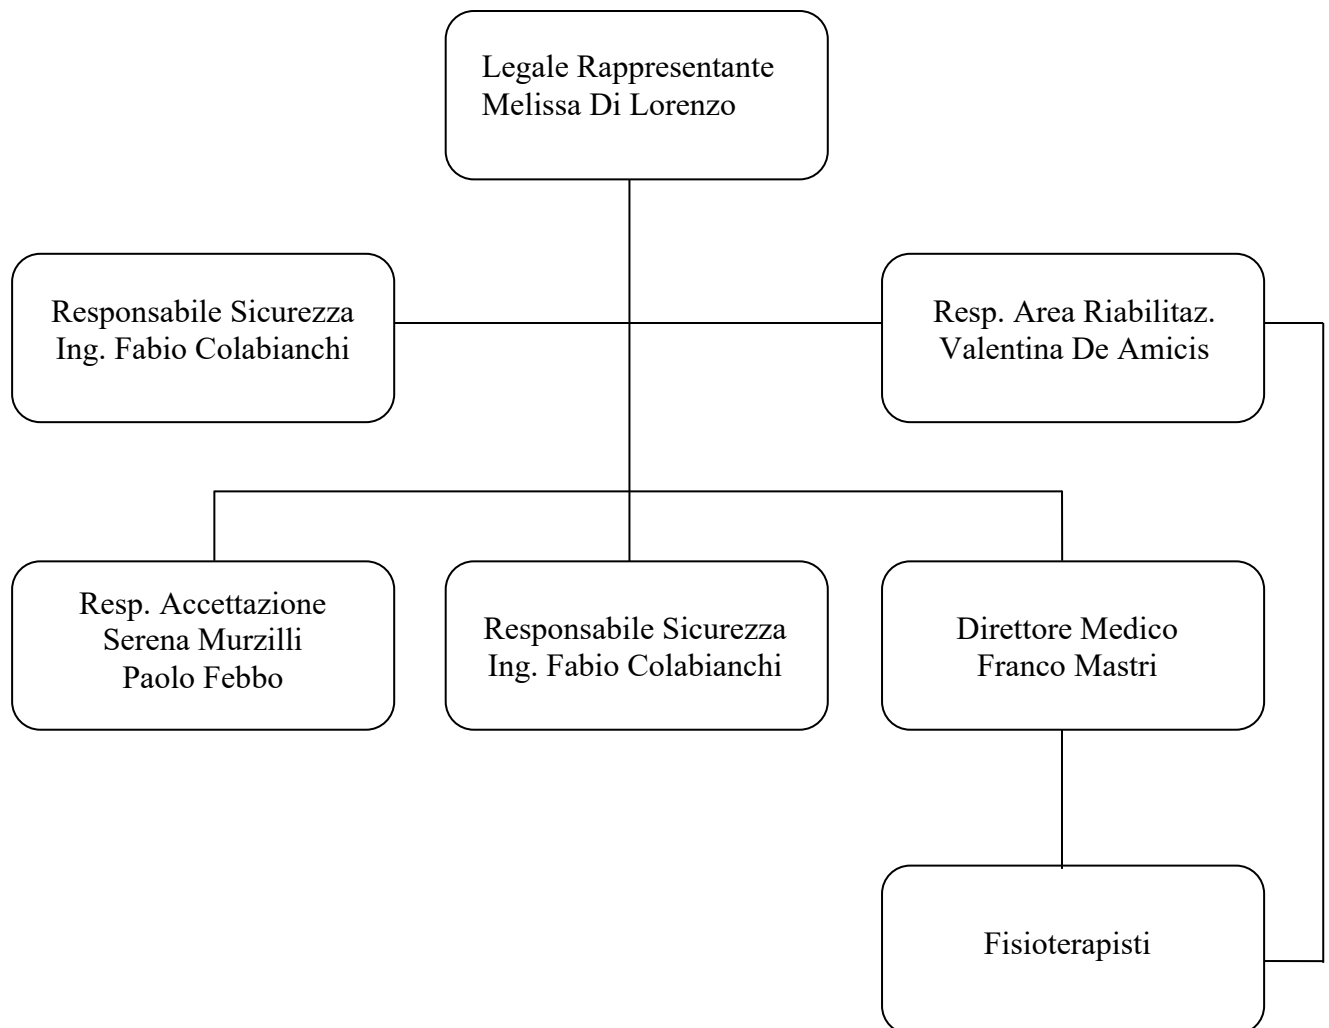 Legale Rappresentante
Melissa Di Lorenzo
Responsabile Sicurezza
Ing. Fabio Colabianchi
Resp. Area Riabilitaz.
Valentina De Amicis
Resp. Accettazione
Serena Murzilli
Paolo Febbo
Responsabile Sicurezza
Ing. Fabio Colabianchi
Direttore Medico
Franco Mastri
Fisioterapisti